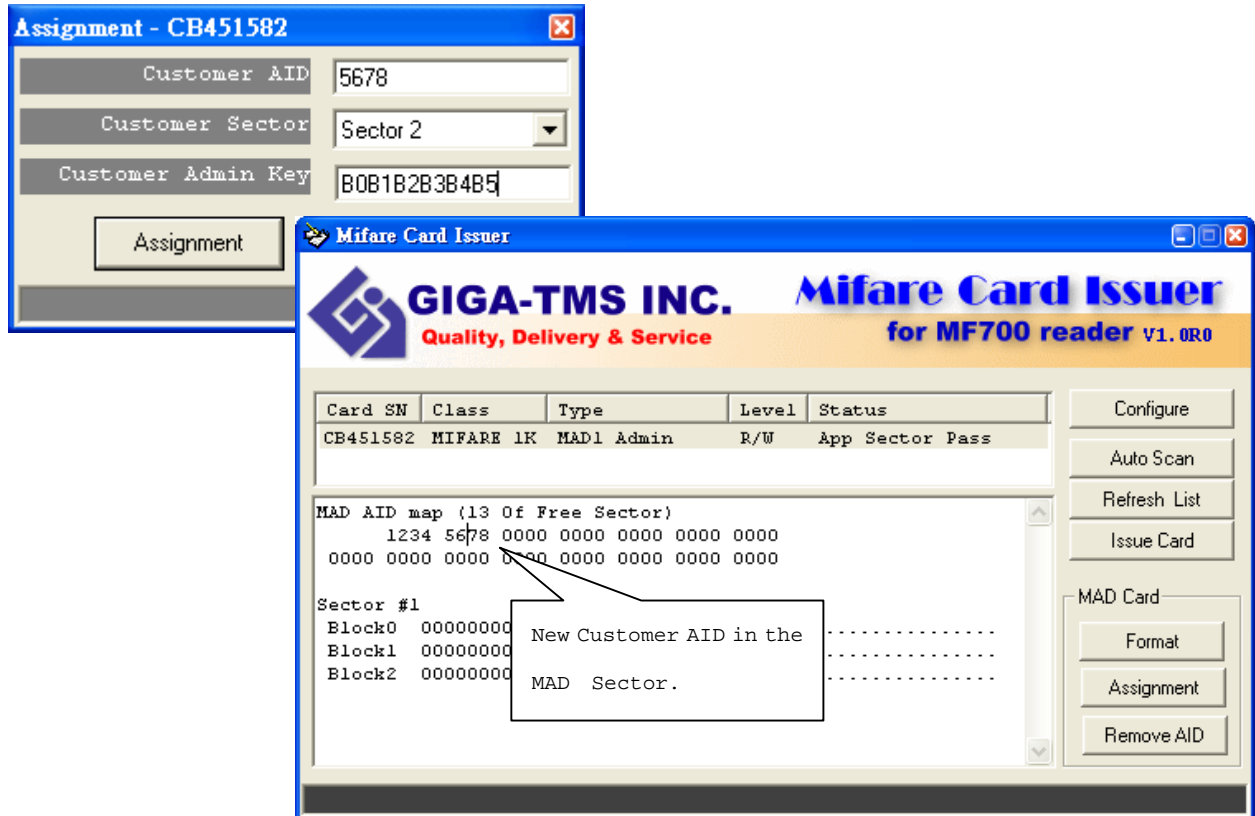 Assignment - CB451582
Customer AID 5678
Customer Sector Sector 2
Customer Admin Key B0B1B2B3B4B5
Assignment
Mifare Card Issuer
GIGA-TMS INC.
Quality, Delivery & Service
Mifare Card Issuer
for MF700 reader V1.0R0
Card SN Class Type Level Status
CB451582 MIFARE 1K MAD1 Admin R/W App Sector Pass
Configure
Auto Scan
Refresh List
Issue Card
MAD AID map (13 Of Free Sector)
1234 5678 0000 0000 0000 0000 0000
0000 0000 0000 0000 0000 0000 0000 0000
Sector #1
Block0 00000000 ...............
Block1 00000000 ...............
Block2 00000000 ...............
New Customer AID in the
MAD Sector.
MAD Card
Format
Assignment
Remove AID